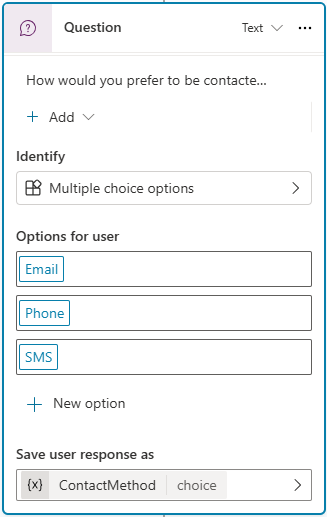 Question Text
How would you prefer to be contacte...
Add
Identify
Multiple choice options
Options for user
Email
Phone
SMS
New option
Save user response as
{x} ContactMethod choice